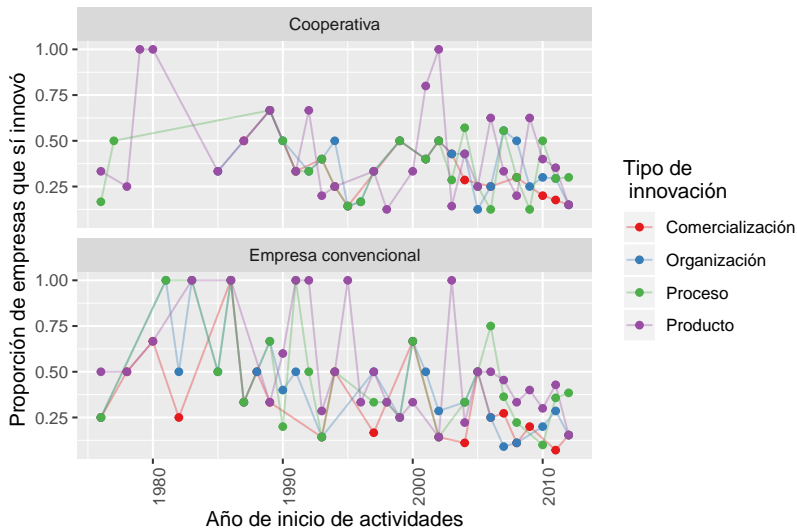 Cooperativa
1.00
0.75
0.50
0.25
Empresa convencional
1.00
0.75
0.50
0.25
1980
1990
2000
2010
Año de inicio de actividades
Proporción de empresas que sí innovó
Tipo de
innovación
Comercialización
Organización
Proceso
Producto